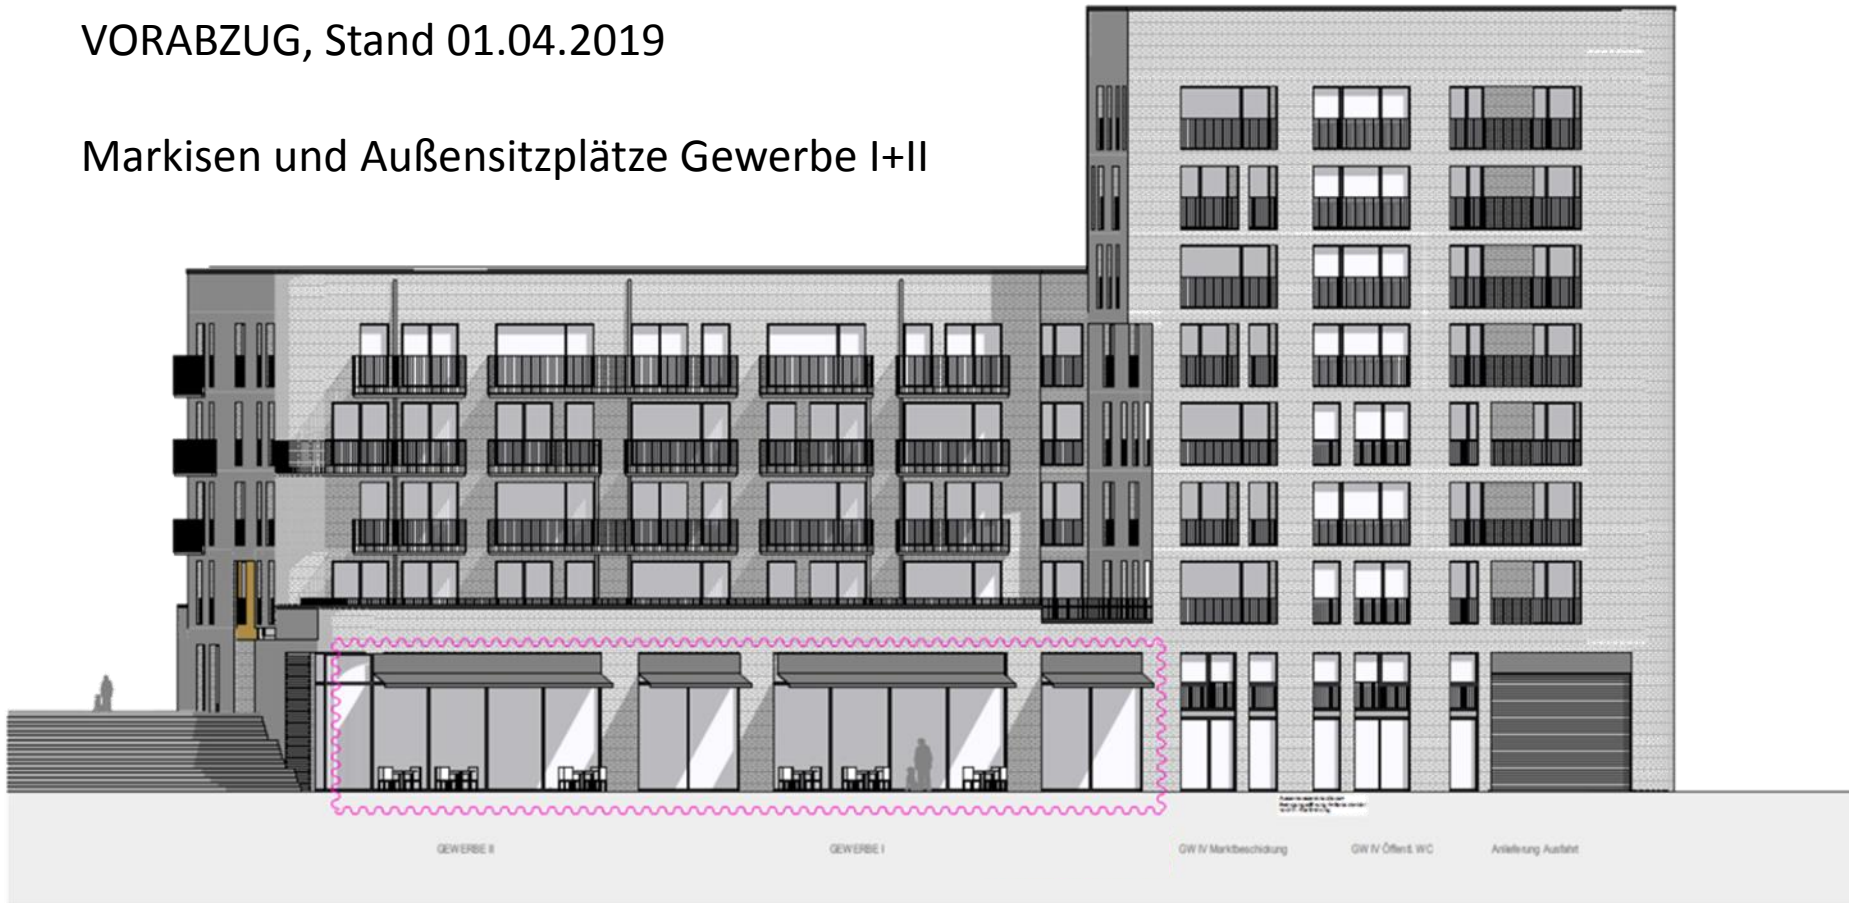 VORABZUG, Stand 01.04.2019
Markisen und Außensitzplätze Gewerbe I+II
GEWERBE II
GEWERBE I
GW IV Marktbeschickung
GW IV Öffentl. WC
Anlieferung Ausfahrt